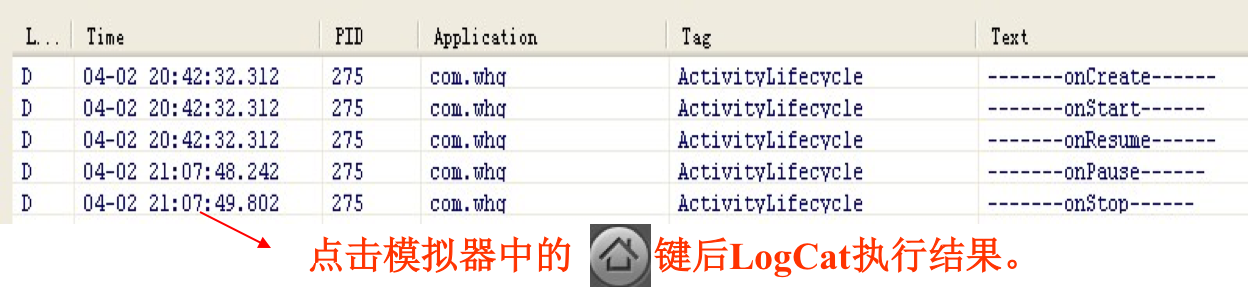 L... Time PID Application Tag Text
D 04-02 20:42:32.312 275 com.whq ActivityLifecycle -------onCreate------
D 04-02 20:42:32.312 275 com.whq ActivityLifecycle -------onStart------
D 04-02 20:42:32.312 275 com.whq ActivityLifecycle -------onResume------
D 04-02 21:07:48.242 275 com.whq ActivityLifecycle -------onPause------
D 04-02 21:07:49.802 275 com.whq ActivityLifecycle -------onStop------
点击模拟器中的 键后LogCat执行结果。